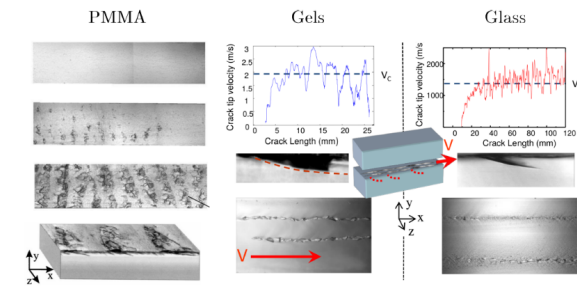 PMMA
Gels
Glass
Crack tip velocity (m/s)
3
2.5
2
1.5
1
0.5
0
0 5 10 15 20 25
Crack Length (mm)
V_c
Crack tip velocity m/s
2000
1000
0 20 40 60 80 100 120
Crack Length (mm)
V
V
y
x
z
V
y
x
z